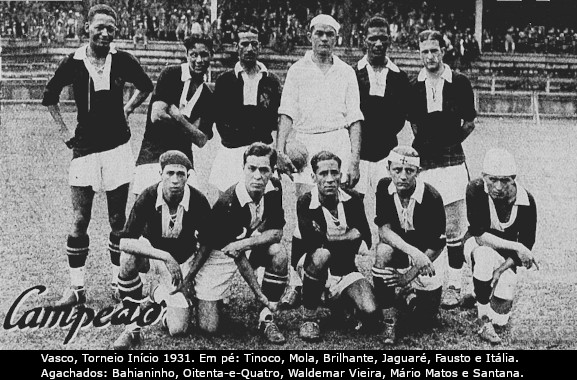 Campeão
Vasco, Torneio Início 1931. Em pé: Tinoco, Mola, Brilhante, Jaguaré, Fausto e Itália.
Agachados: Bahianinho, Oitenta-e-Quatro, Waldemar Vieira, Mário Matos e Santana.